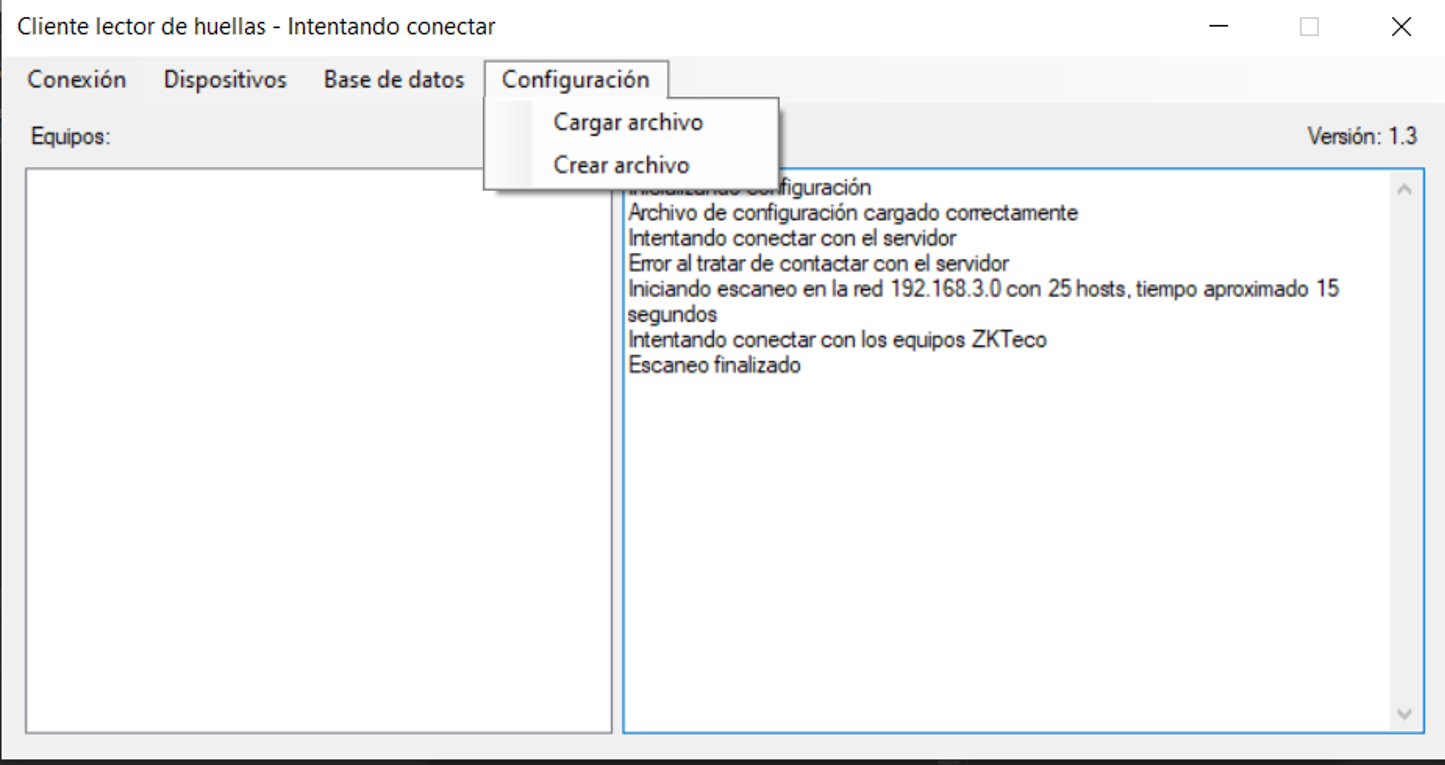 Cliente lector de huellas - Intentando conectar
Conexión Dispositivos Base de datos Configuración
Cargar archivo
Crear archivo
Equipos:
Versión: 1.3
Inicializando configuración
Archivo de configuración cargado correctamente
Intentando conectar con el servidor
Error al tratar de contactar con el servidor
Iniciando escaneo en la red 192.168.3.0 con 25 hosts, tiempo aproximado 15
segundos
Intentando conectar con los equipos ZKTeco
Escaneo finalizado